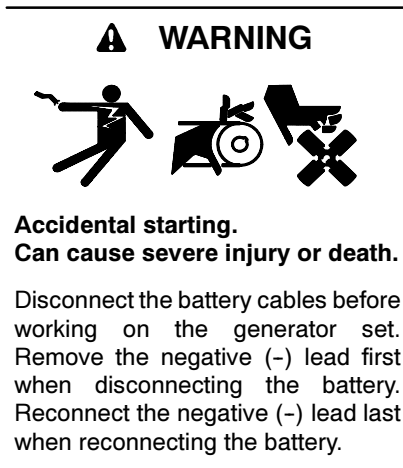 WARNING
Accidental starting.
Can cause severe injury or death.
Disconnect the battery cables before
working on the generator set.
Remove the negative (–) lead first
when disconnecting the battery.
Reconnect the negative (–) lead last
when reconnecting the battery.